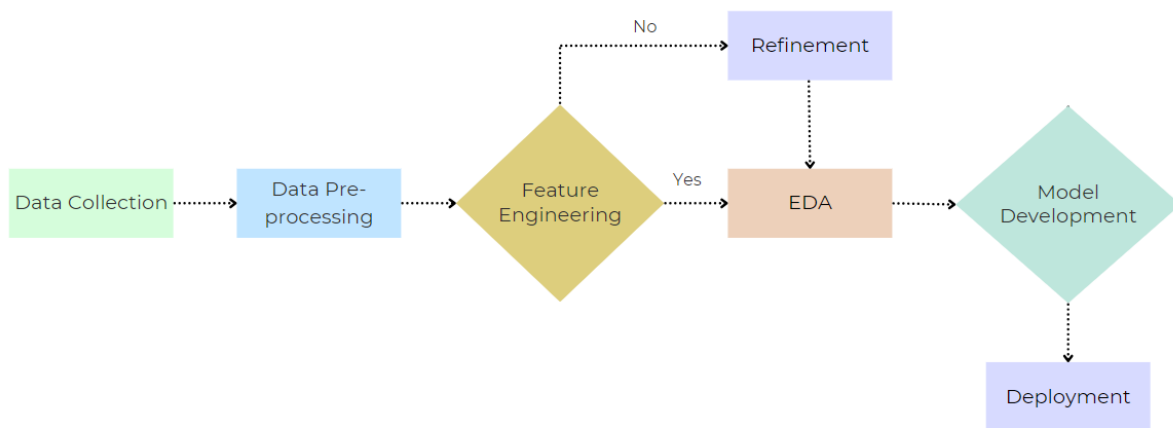 No
Refinement
Data Collection
Data Pre-
processing
Feature
Engineering
Yes
EDA
Model
Development
Deployment